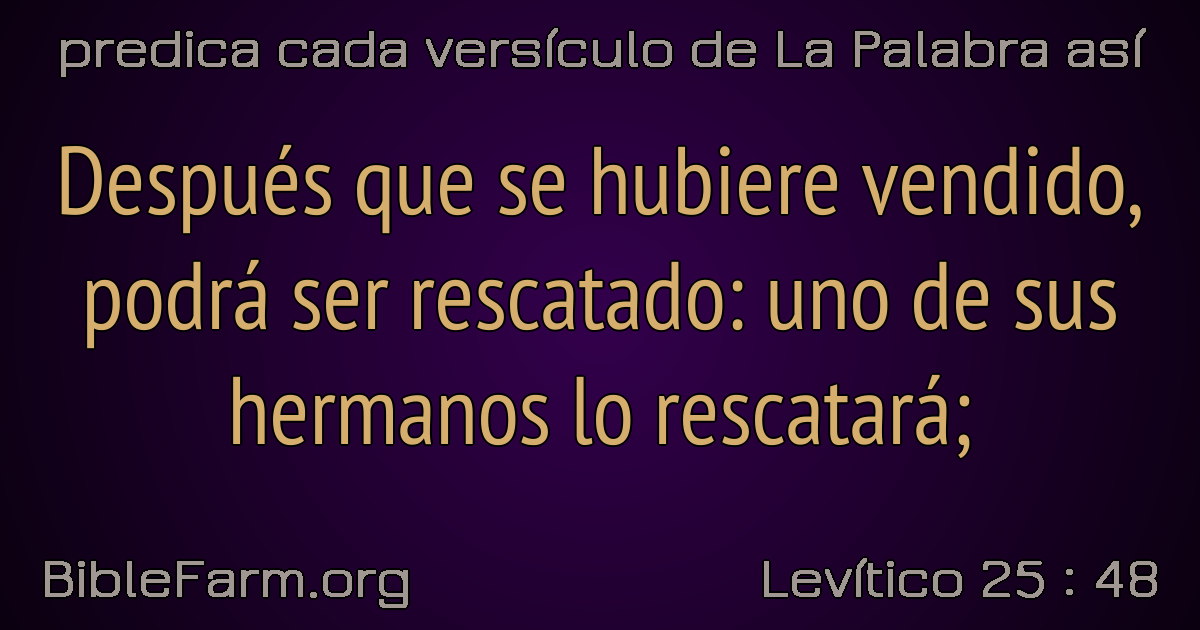 predica cada versículo de La Palabra así
Después que se hubiere vendido,
podrá ser rescatado: uno de sus
hermanos lo rescatará;
BibleFarm.org
Levítico 25 : 48